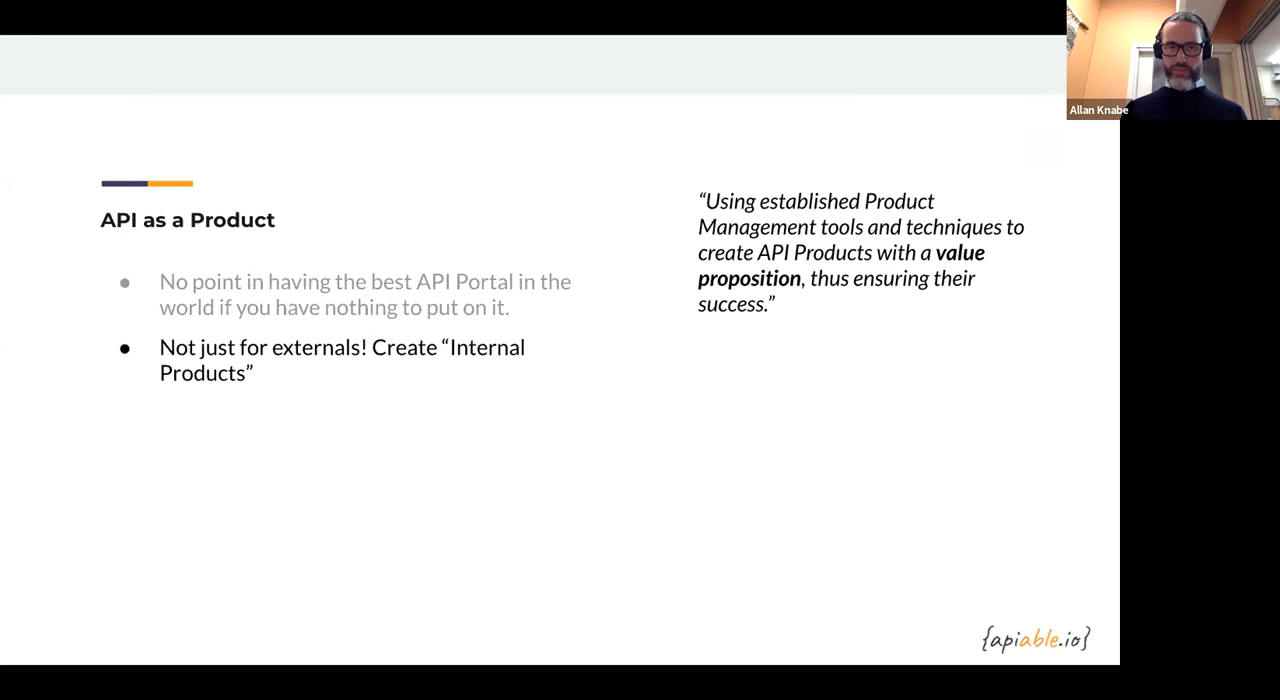 Allan Knabe
API as a Product
● No point in having the best API Portal in the
world if you have nothing to put on it.
● Not just for externals! Create “Internal
Products”
“Using established Product
Management tools and techniques to
create API Products with a value
proposition, thus ensuring their
success.”
{apiable.io}